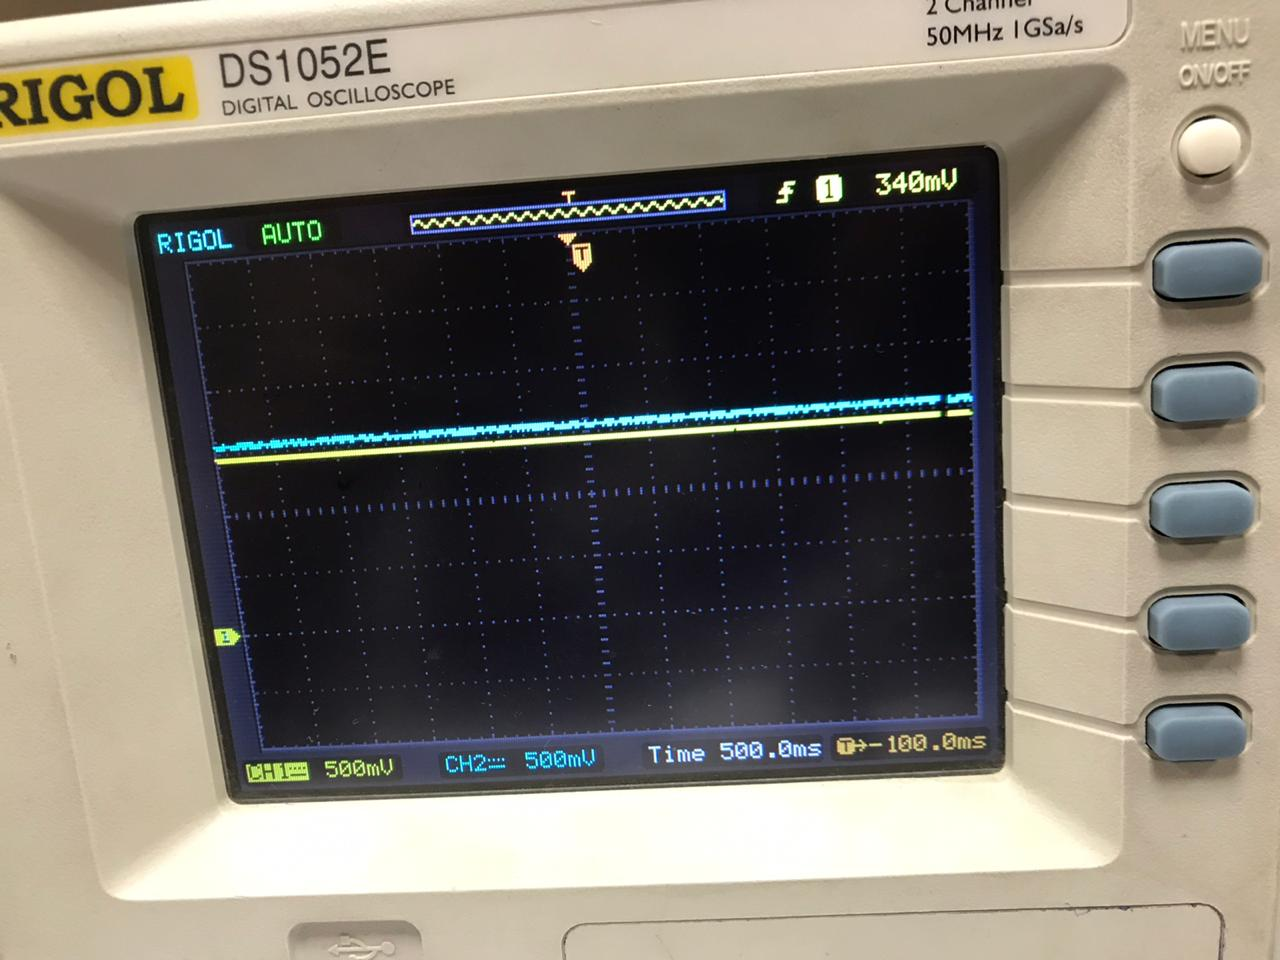 2 Channel
50MHz 1GSa/s
RIGOL
DS1052E
DIGITAL OSCILLOSCOPE
MENU
ON/OFF
T
1 340mV
RIGOL AUTO
T
1
CH1 500mV CH2 500mV Time 500.0ms T→-100.0ms